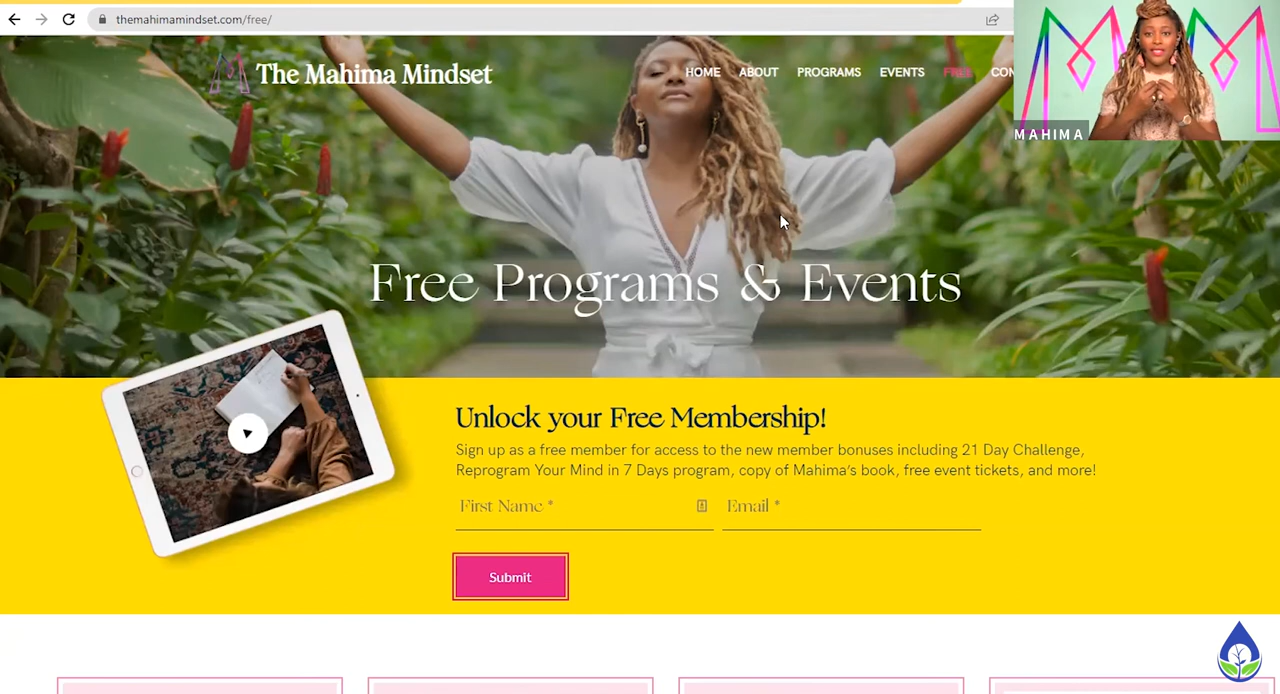 themahimamindset.com/free/
The Mahima Mindset
HOME ABOUT PROGRAMS EVENTS FREE CON
MAHIMA
Free Programs & Events
Unlock your Free Membership!
Sign up as a free member for access to the new member bonuses including 21 Day Challenge,
Reprogram Your Mind in 7 Days program, copy of Mahima's book, free event tickets, and more!
First Name * Email *
Submit